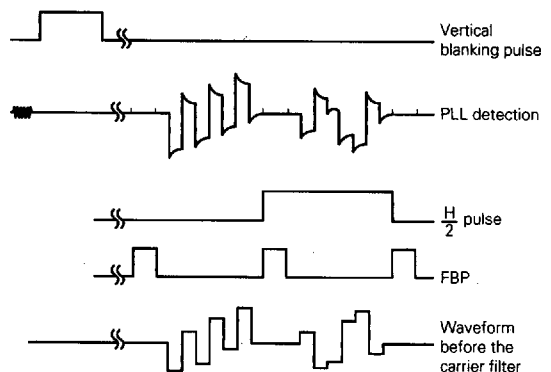 Vertical
blanking pulse
PLL detection
H
2 pulse
FBP
Waveform
before the
carrier filter